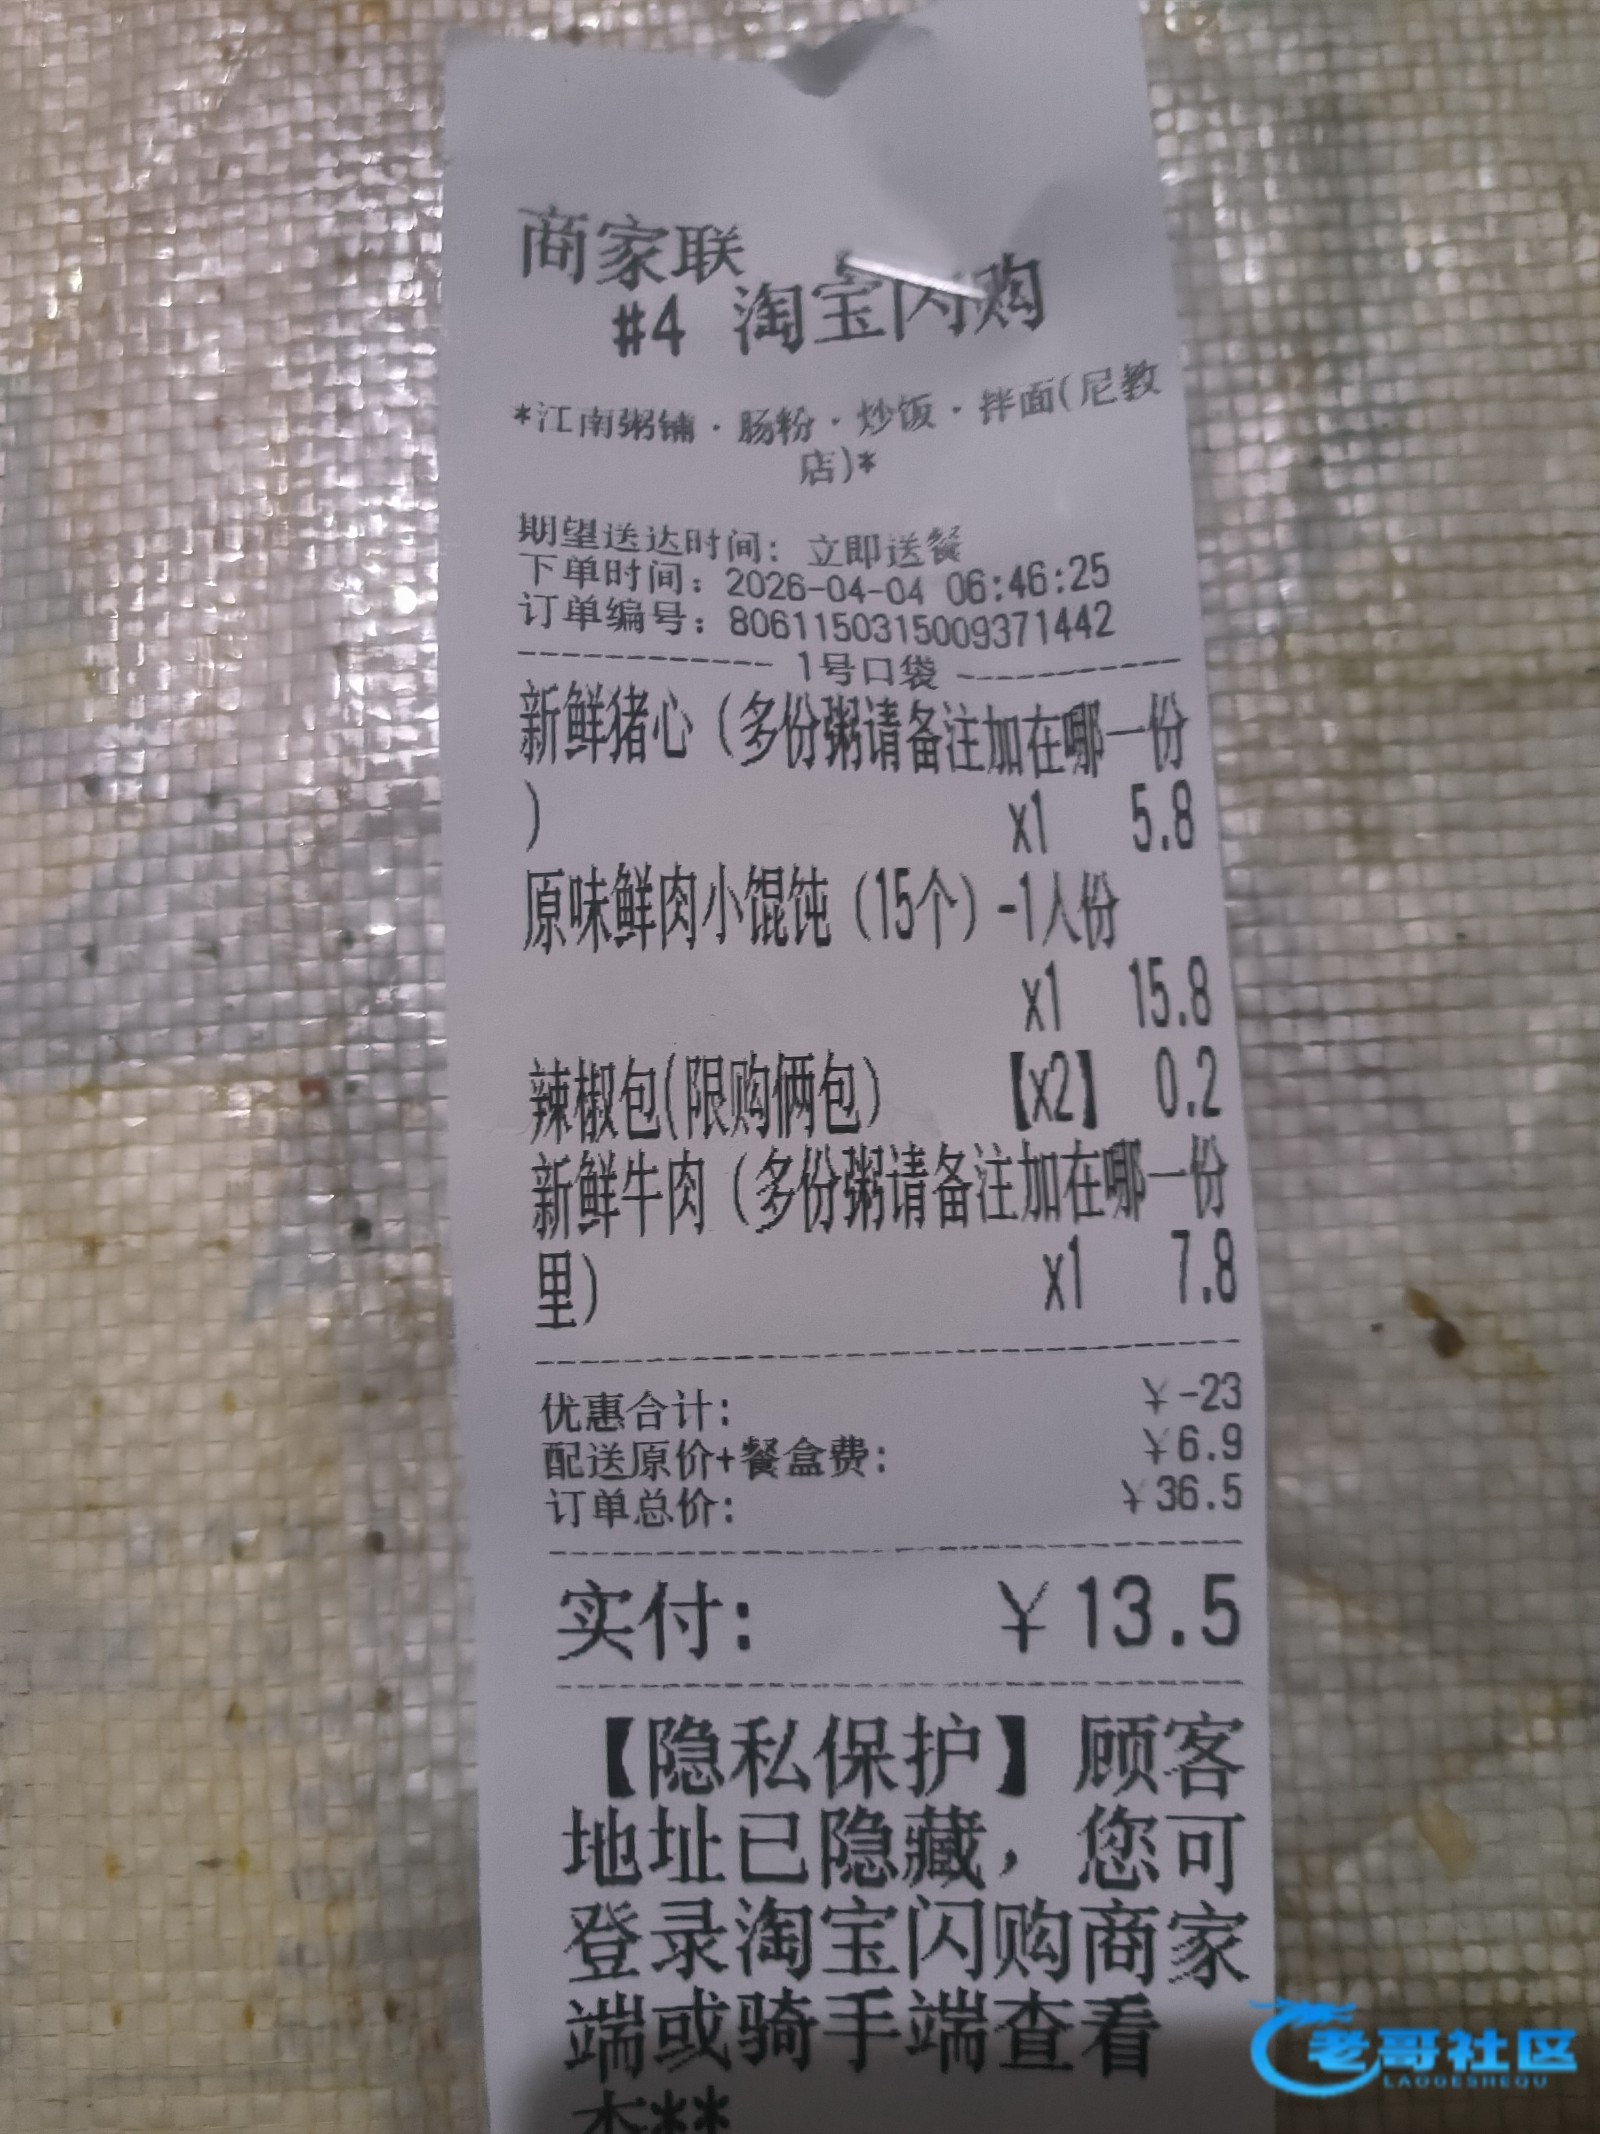 商家联
#4 淘宝闪购
*江南粥铺·肠粉·炒饭·拌面(尼教
店)*
期望送达时间: 立即送餐
下单时间: 2026-04-04 06:46:25
订单编号: 8061150315009371442
------------ 1号口袋 ------------
新鲜猪心（多份粥请备注加在哪一份
） x1 5.8
原味鲜肉小馄饨（15个）-1人份
x1 15.8
辣椒包(限购俩包) 【x2】 0.2
新鲜牛肉（多份粥请备注加在哪一份
里） x1 7.8
优惠合计: ¥-23
配送原价+餐盒费: ¥6.9
订单总价: ¥36.5
实付: ¥13.5
【隐私保护】顾客
地址已隐藏，您可
登录淘宝闪购商家
端或骑手端查看
老哥社区
LAOGESHEQU